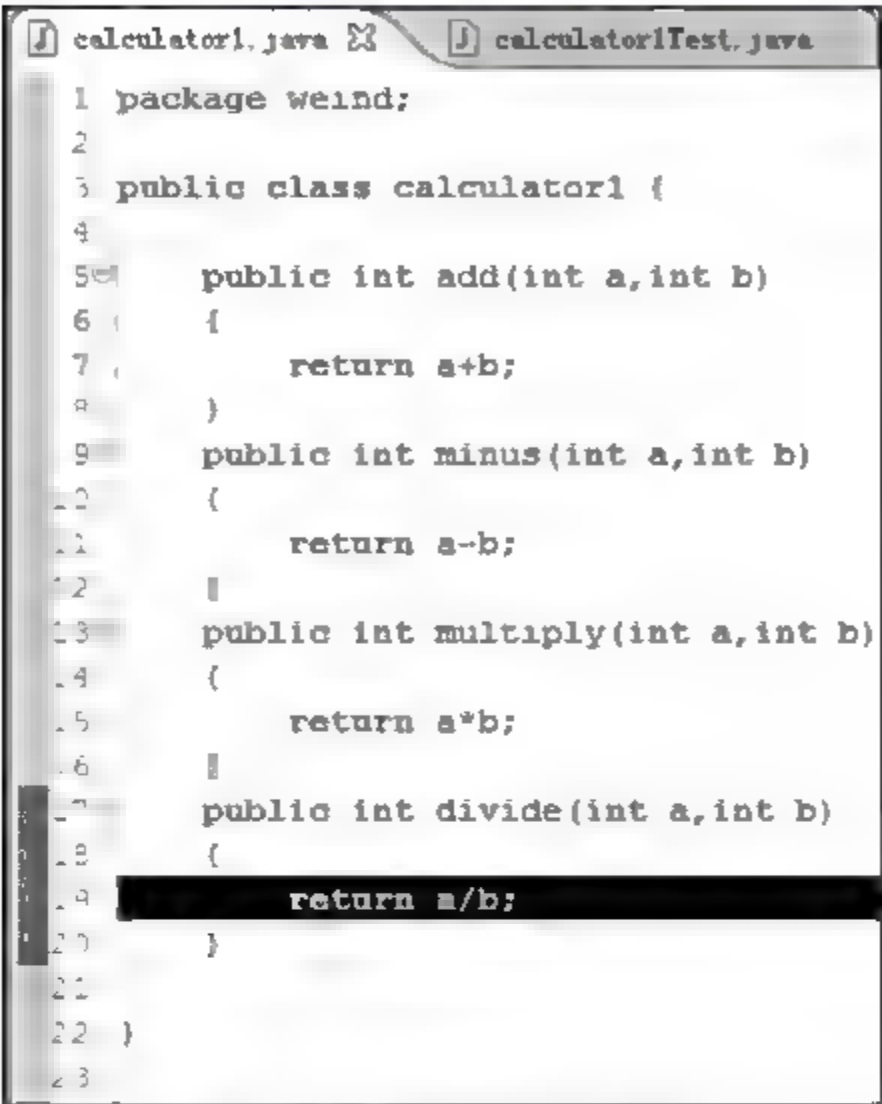 calculator1.java calculator1Test.java
1 package weind;
2
3 public class calculator1 {
4
5 public int add(int a,int b)
6 {
7 return a+b;
8 }
9 public int minus(int a,int b)
10 {
11 return a-b;
12
13 public int multiply(int a,int b)
14 {
15 return a*b;
16
17 public int divide(int a,int b)
18 {
19 return a/b;
20 }
21
22 }
23